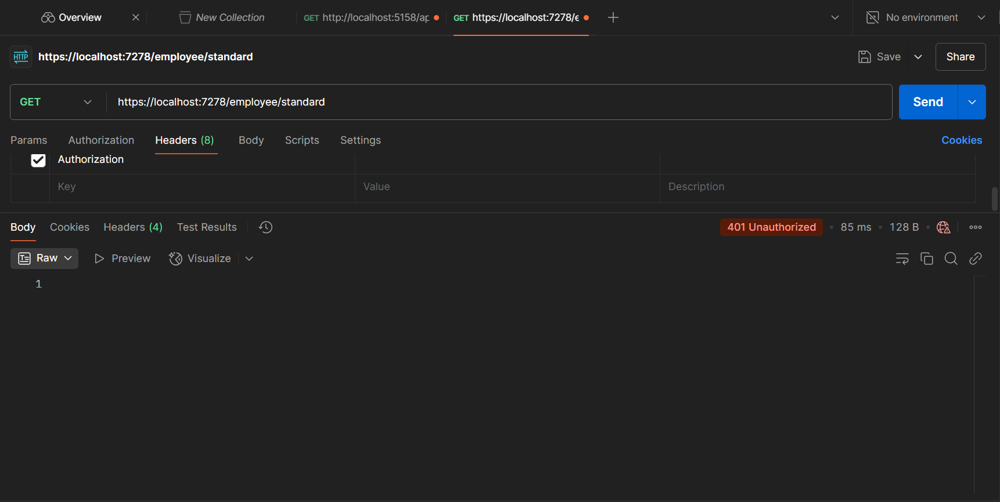 Overview
New Collection
GET http://localhost:5158/ap
GET https://localhost:7278/e
No environment
HTTP https://localhost:7278/employee/standard
Save
Share
GET
https://localhost:7278/employee/standard
Send
Params Authorization Headers (8) Body Scripts Settings Cookies
Authorization
Key Value Description
Body Cookies Headers (4) Test Results 401 Unauthorized 85 ms 128 B
Raw Preview Visualize
1